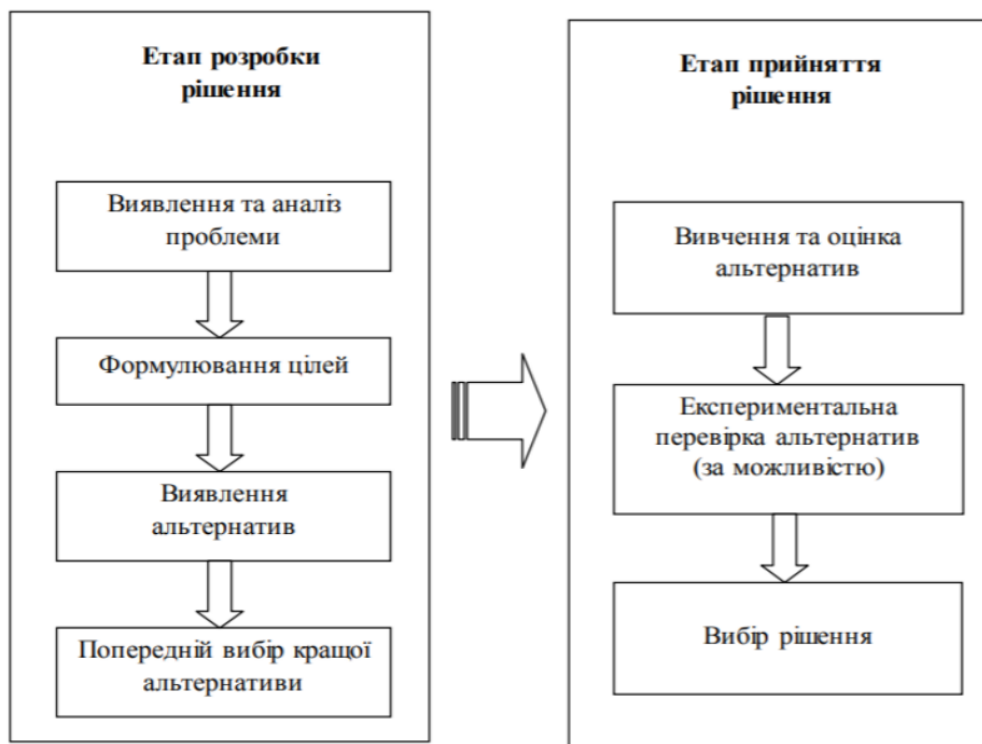 Етап розробки
рішення
Виявлення та аналіз
проблеми
Формулювання цілей
Виявлення
альтернатив
Попередній вибір кращої
альтернативи
Етап прийняття
рішення
Вивчення та оцінка
альтернатив
Експериментальна
перевірка альтернатив
(за можливістю)
Вибір рішення